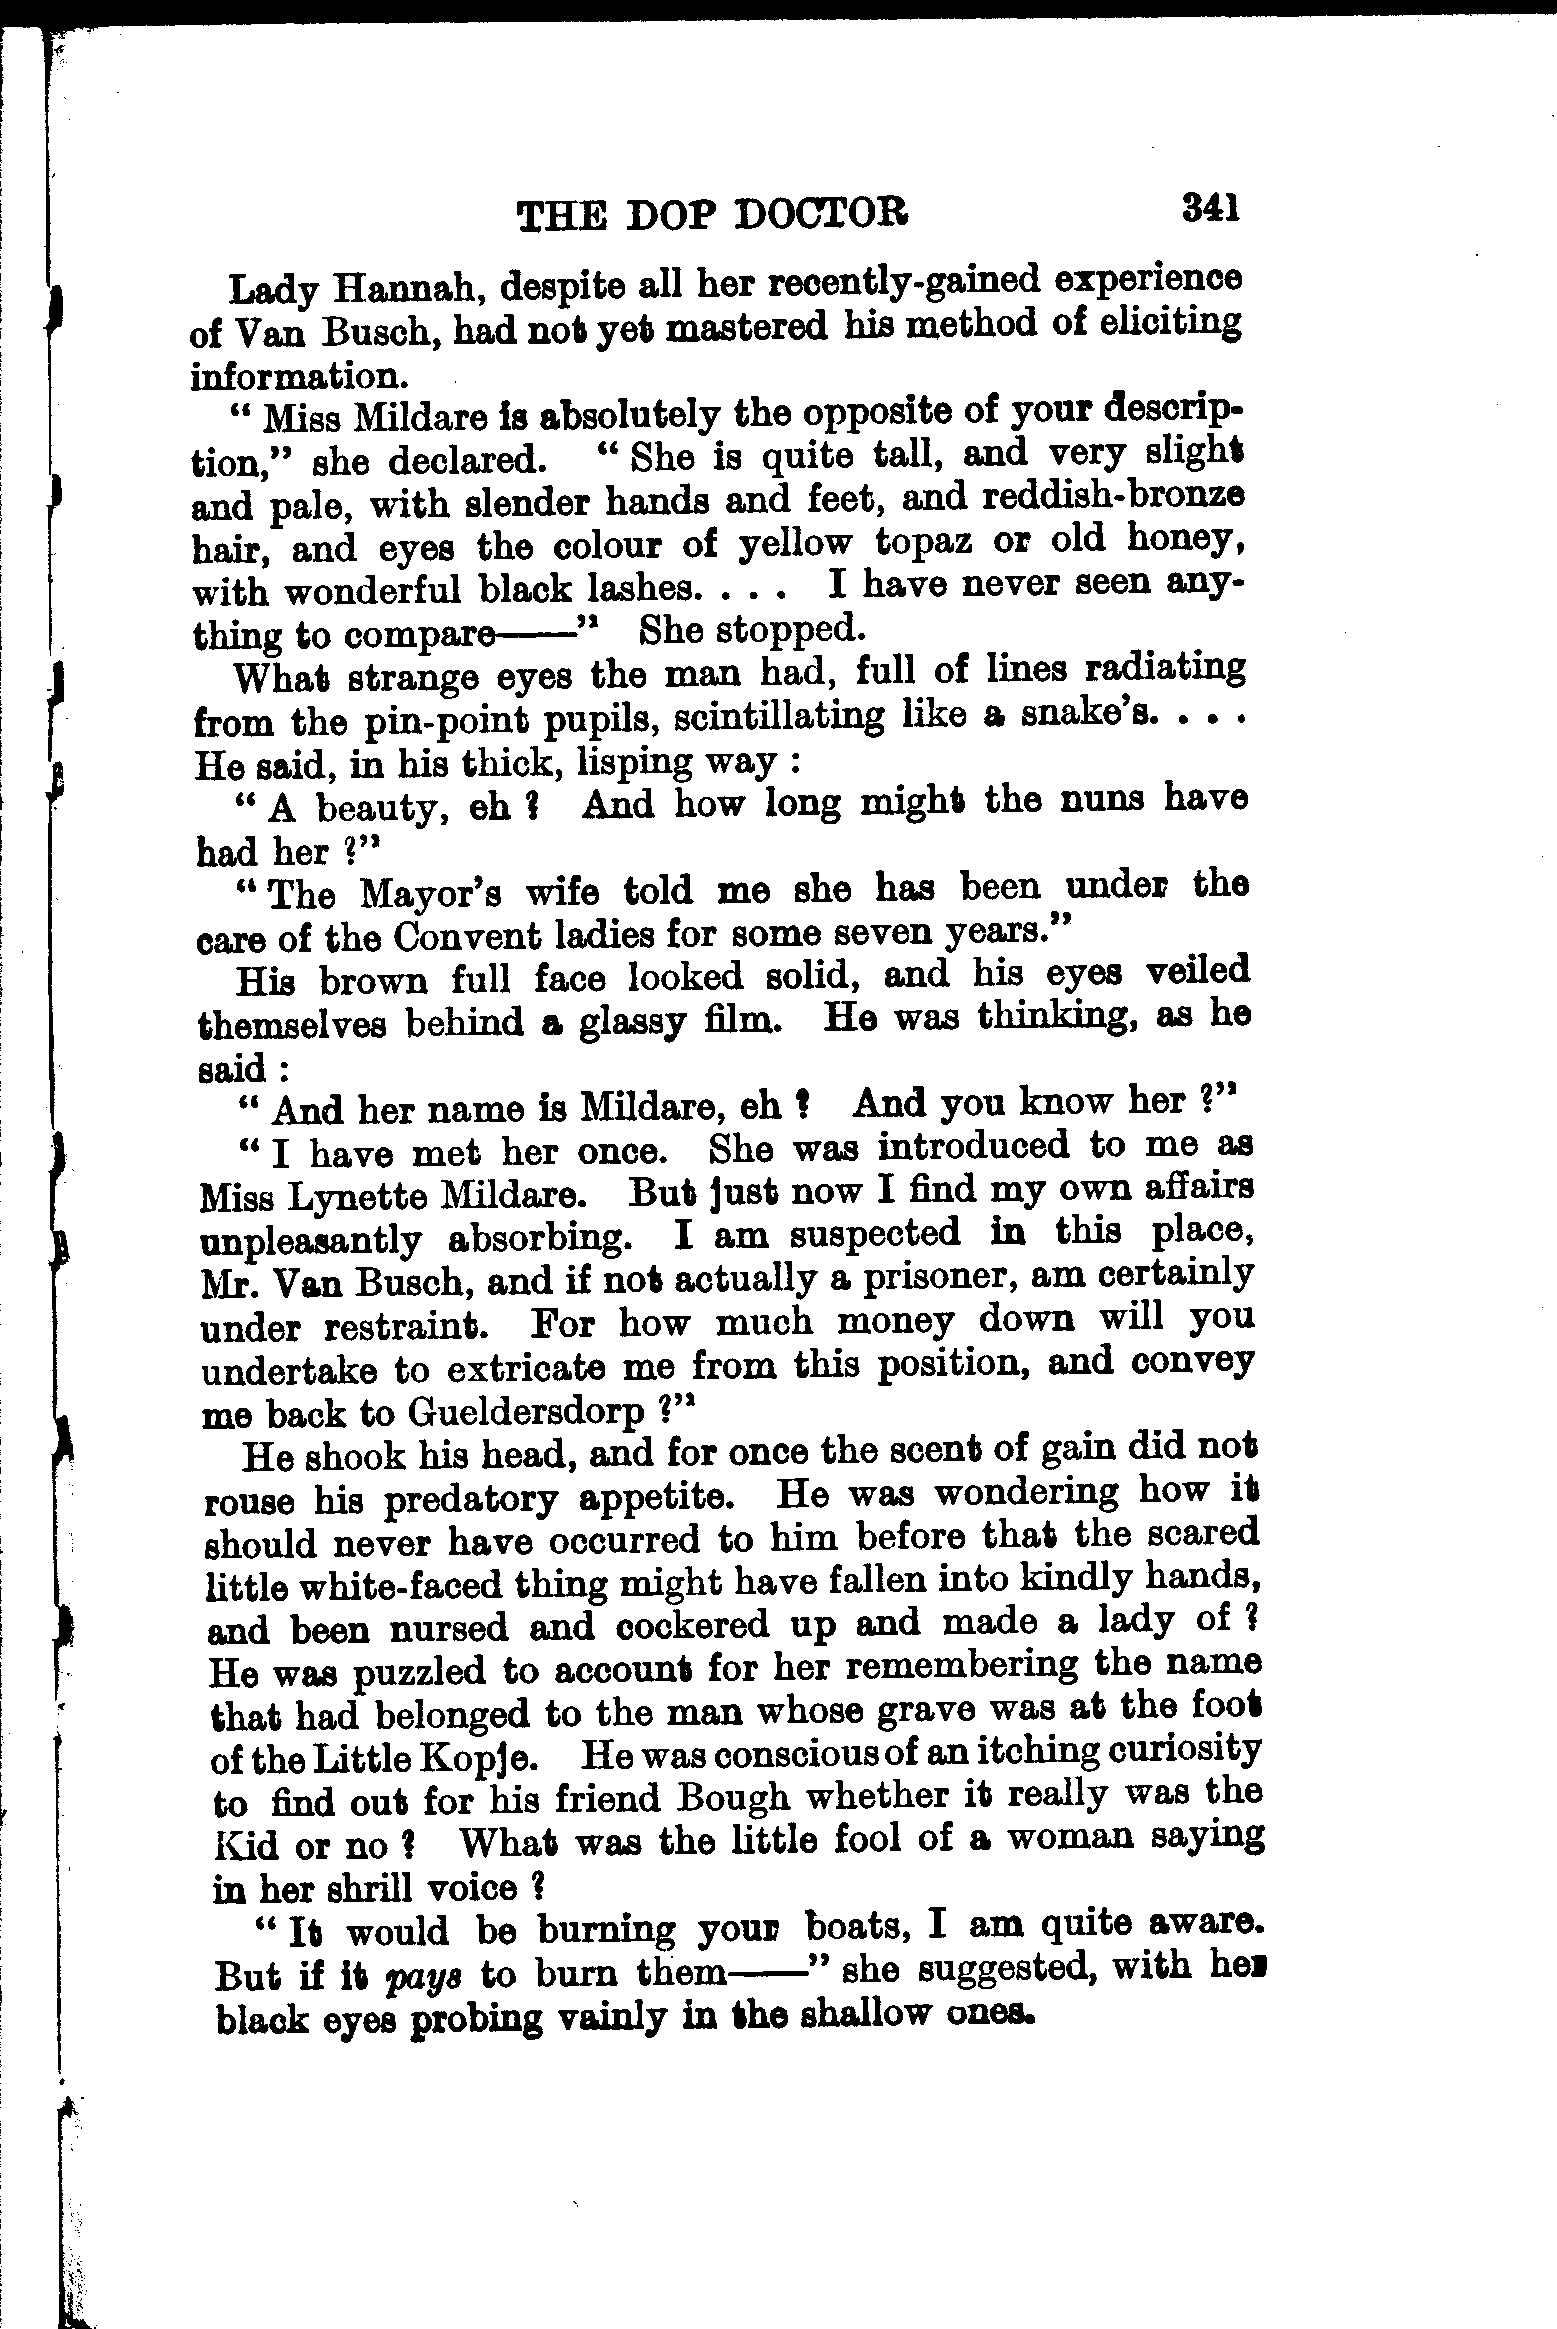 THE DOP DOCTOR 341
Lady Hannah, despite all her recently-gained experience
of Van Busch, had not yet mastered his method of eliciting
information.
“ Miss Mildare is absolutely the opposite of your descrip-
tion,” she declared. “ She is quite tall, and very slight
and pale, with slender hands and feet, and reddish-bronze
hair, and eyes the colour of yellow topaz or old honey,
with wonderful black lashes. . . . I have never seen any-
thing to compare——” She stopped.
What strange eyes the man had, full of lines radiating
from the pin-point pupils, scintillating like a snake’s. . . .
He said, in his thick, lisping way :
“ A beauty, eh ? And how long might the nuns have
had her ?”
“ The Mayor’s wife told me she has been under the
care of the Convent ladies for some seven years.”
His brown full face looked solid, and his eyes veiled
themselves behind a glassy film. He was thinking, as he
said :
“ And her name is Mildare, eh ? And you know her ?”
“ I have met her once. She was introduced to me as
Miss Lynette Mildare. But just now I find my own affairs
unpleasantly absorbing. I am suspected in this place,
Mr. Van Busch, and if not actually a prisoner, am certainly
under restraint. For how much money down will you
undertake to extricate me from this position, and convey
me back to Gueldersdorp ?”
He shook his head, and for once the scent of gain did not
rouse his predatory appetite. He was wondering how it
should never have occurred to him before that the scared
little white-faced thing might have fallen into kindly hands,
and been nursed and cockered up and made a lady of ?
He was puzzled to account for her remembering the name
that had belonged to the man whose grave was at the foot
of the Little Kopje. He was conscious of an itching curiosity
to find out for his friend Bough whether it really was the
Kid or no ? What was the little fool of a woman saying
in her shrill voice ?
“ It would be burning your boats, I am quite aware.
But if it pays to burn them——” she suggested, with her
black eyes probing vainly in the shallow ones.